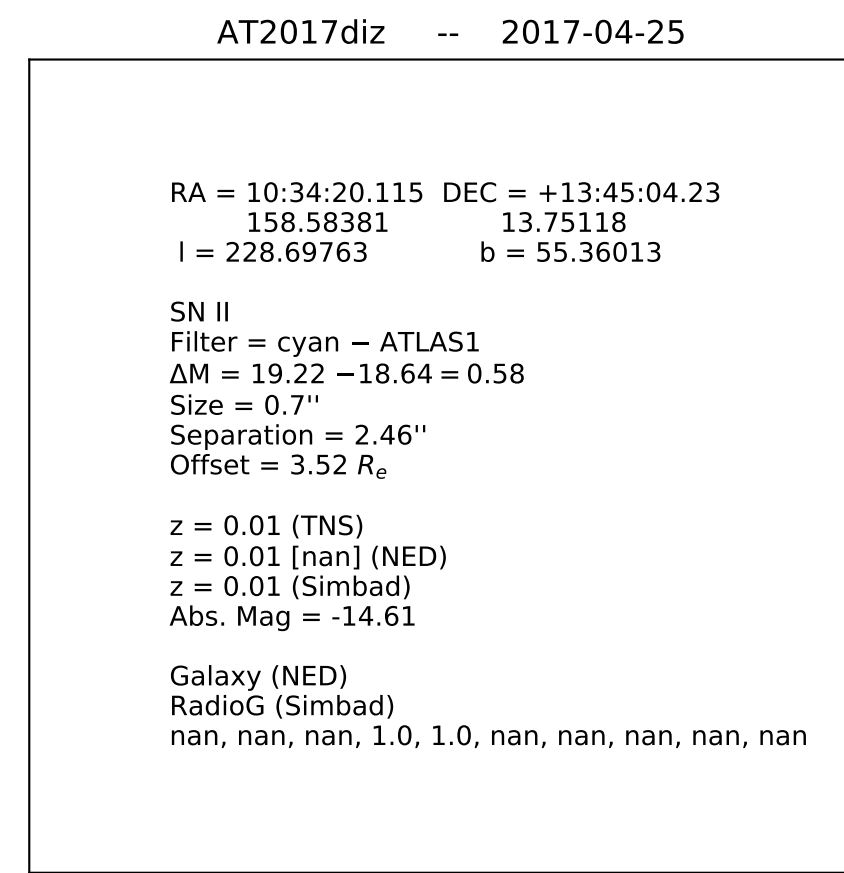 AT2017diz -- 2017-04-25
RA = 10:34:20.115 DEC = +13:45:04.23
158.58381 13.75118
l = 228.69763 b = 55.36013
SN II
Filter = cyan − ATLAS1
ΔM = 19.22 −18.64 = 0.58
Size = 0.7''
Separation = 2.46''
Offset = 3.52 Rₑ
z = 0.01 (TNS)
z = 0.01 [nan] (NED)
z = 0.01 (Simbad)
Abs. Mag = -14.61
Galaxy (NED)
RadioG (Simbad)
nan, nan, nan, 1.0, 1.0, nan, nan, nan, nan, nan